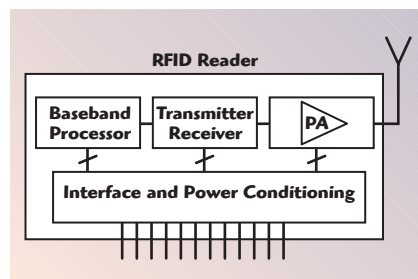 RFID Reader
Baseband
Processor
Transmitter
Receiver
PA
Interface and Power Conditioning